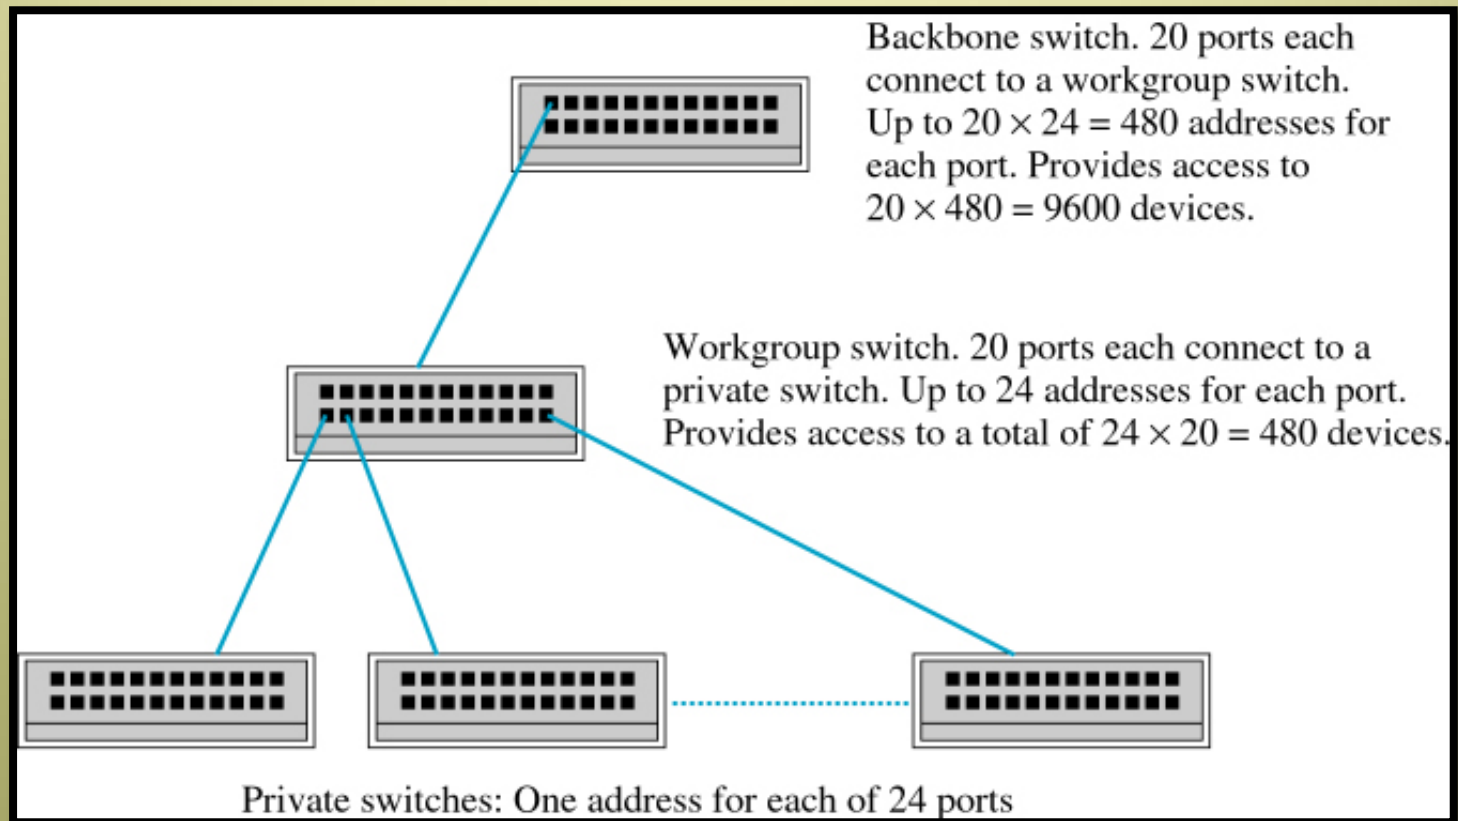 Backbone switch. 20 ports each
connect to a workgroup switch.
Up to 20 × 24 = 480 addresses for
each port. Provides access to
20 × 480 = 9600 devices.
Workgroup switch. 20 ports each connect to a
private switch. Up to 24 addresses for each port.
Provides access to a total of 24 × 20 = 480 devices.
Private switches: One address for each of 24 ports